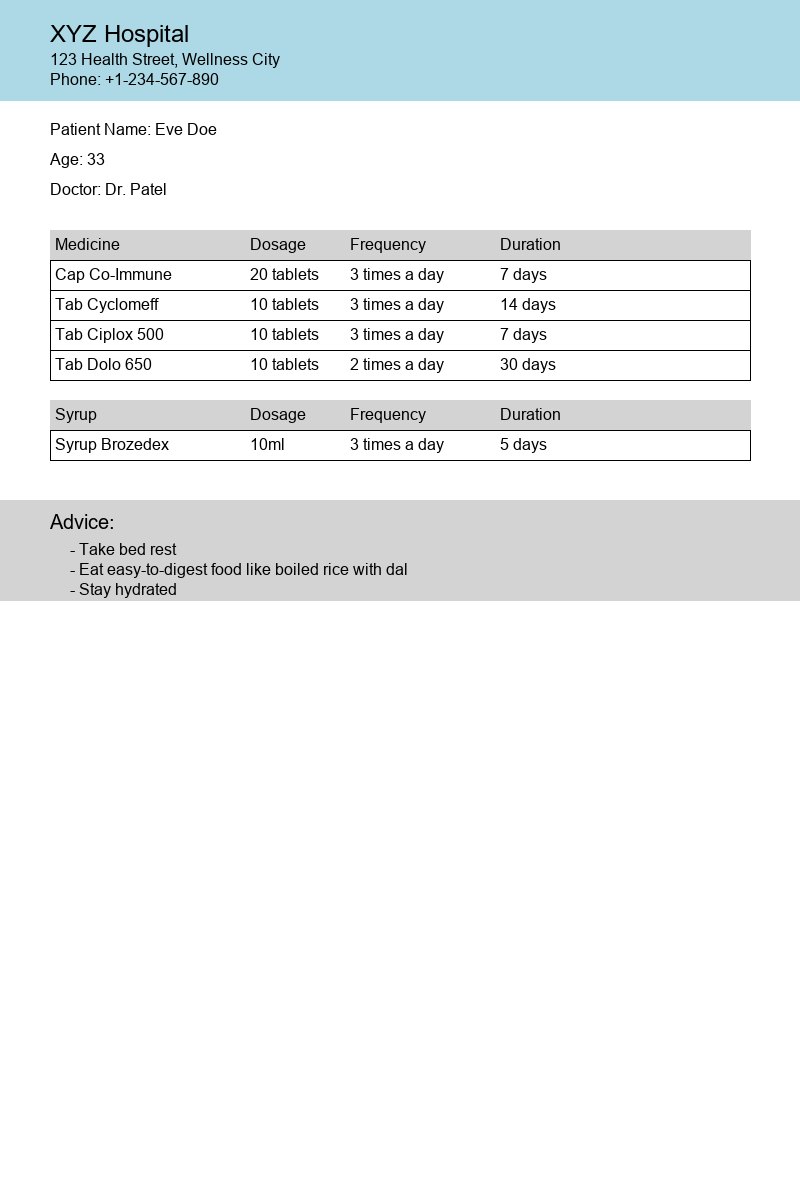 XYZ Hospital
123 Health Street, Wellness City
Phone: +1-234-567-890
Patient Name: Eve Doe
Age: 33
Doctor: Dr. Patel
Medicine Dosage Frequency Duration
Cap Co-Immune 20 tablets 3 times a day 7 days
Tab Cyclomeff 10 tablets 3 times a day 14 days
Tab Ciplox 500 10 tablets 3 times a day 7 days
Tab Dolo 650 10 tablets 2 times a day 30 days
Syrup Dosage Frequency Duration
Syrup Brozedex 10ml 3 times a day 5 days
Advice:
- Take bed rest
- Eat easy-to-digest food like boiled rice with dal
- Stay hydrated